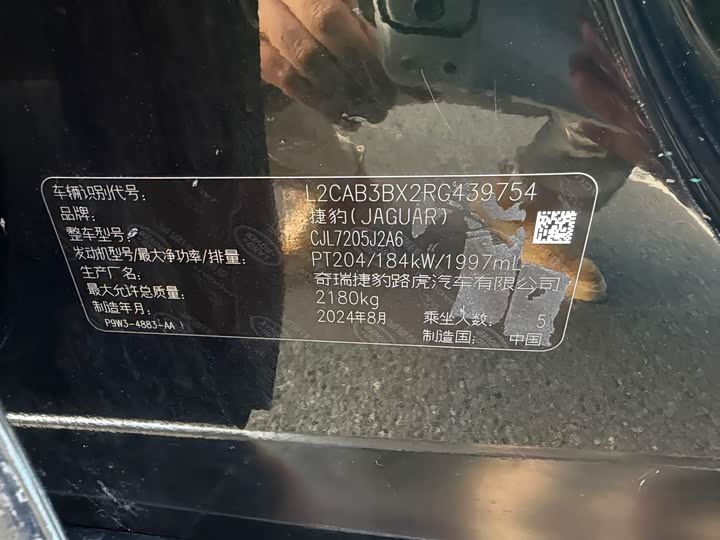 车辆识别代号: L2CAB3BX2RG439754
品牌: 捷豹(JAGUAR)
整车型号: CJL7205J2A6
发动机型号/最大净功率/排量: PT204/184kW/1997mL
生产厂名: 奇瑞捷豹路虎汽车有限公司
最大允许总质量: 2180kg
制造年月: 2024年8月 乘坐人数: 5
P9W3-4883-AA 制造国: 中国